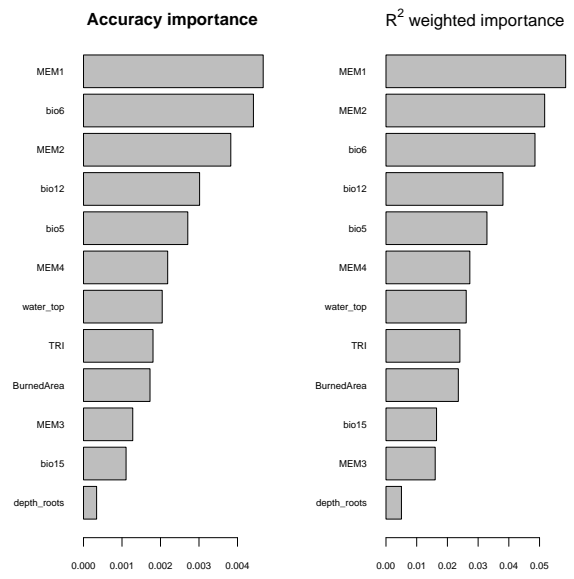 Accuracy importance
MEM1
bio6
MEM2
bio12
bio5
MEM4
water_top
TRI
BurnedArea
MEM3
bio15
depth_roots
0.000 0.001 0.002 0.003 0.004
R² weighted importance
MEM1
MEM2
bio6
bio12
bio5
MEM4
water_top
TRI
BurnedArea
bio15
MEM3
depth_roots
0.00 0.01 0.02 0.03 0.04 0.05